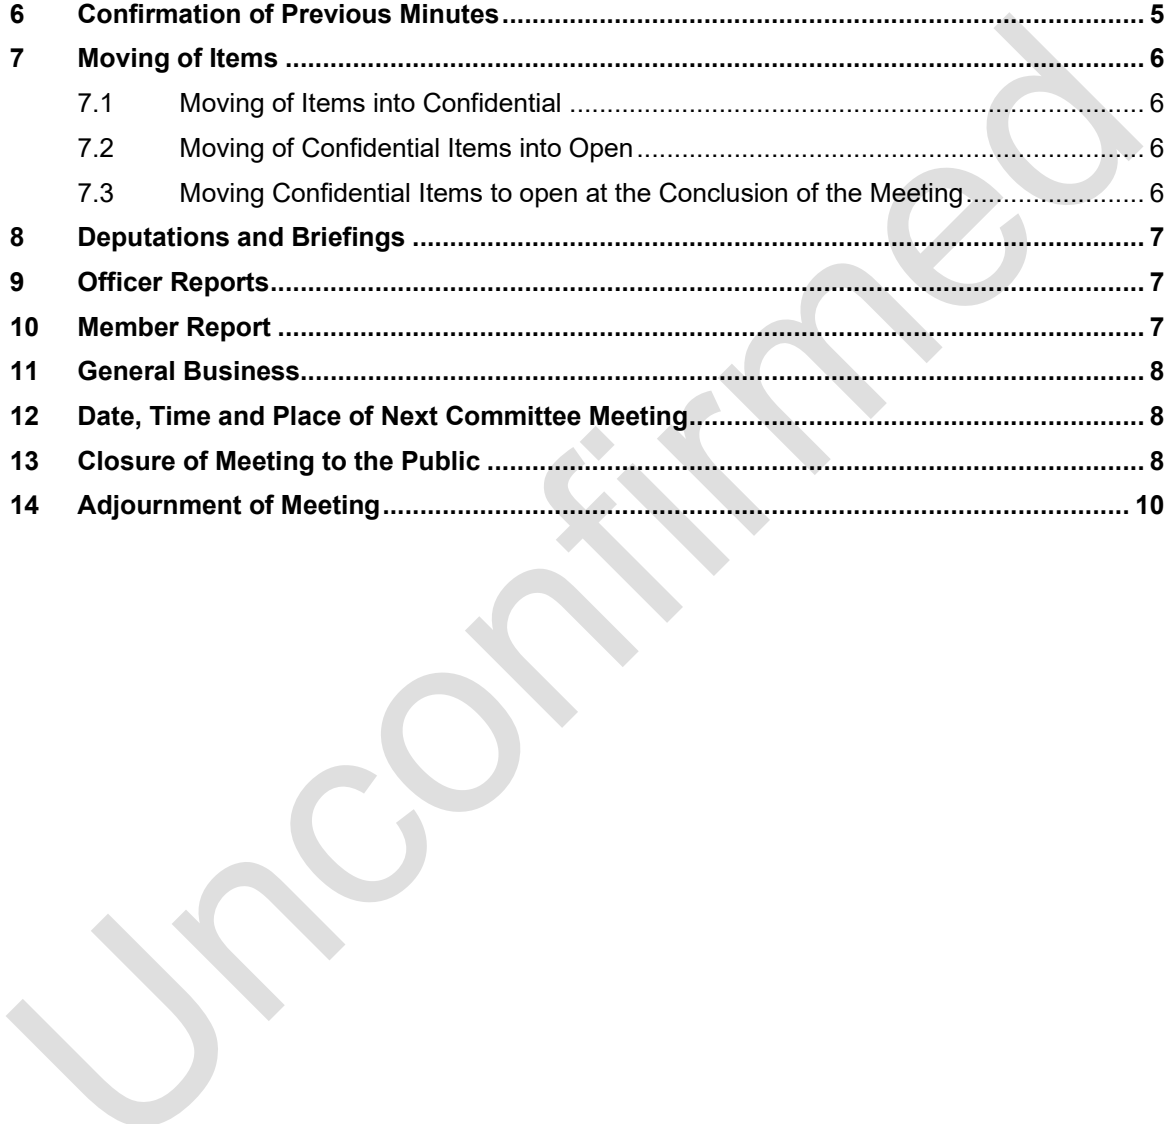 6 Confirmation of Previous Minutes ........ 5
7 Moving of Items ........ 6
7.1 Moving of Items into Confidential ........ 6
7.2 Moving of Confidential Items into Open ........ 6
7.3 Moving Confidential Items to open at the Conclusion of the Meeting ........ 6
8 Deputations and Briefings ........ 7
9 Officer Reports ........ 7
10 Member Report ........ 7
11 General Business ........ 8
12 Date, Time and Place of Next Committee Meeting ........ 8
13 Closure of Meeting to the Public ........ 8
14 Adjournment of Meeting ........ 10
Unconfirmed